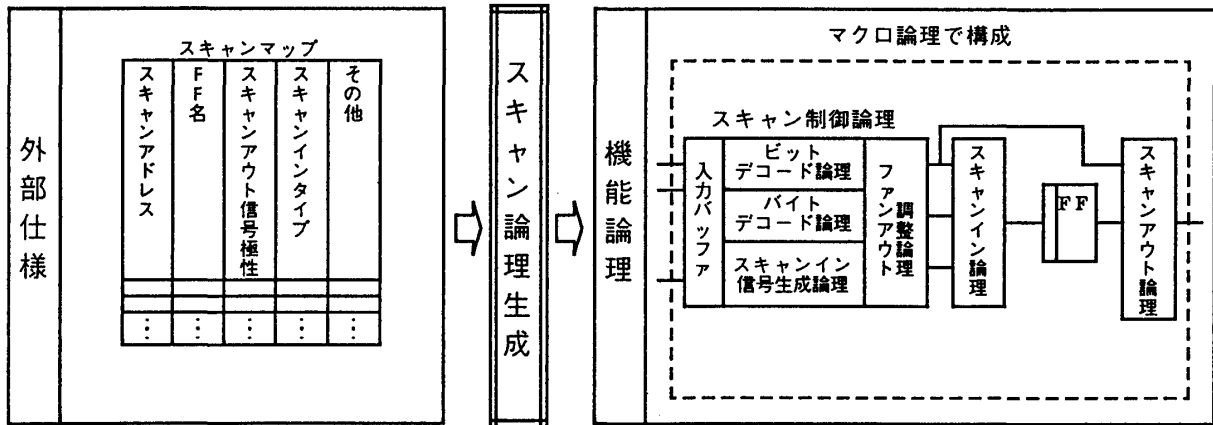 外部仕様
スキャンマップ
スキャンアドレス
FF名
スキャンアウト信号極性
スキャンインタイプ
その他
⋮
⋮
⋮
⋮
⋮
スキャン論理生成
機能論理
マクロ論理で構成
スキャン制御論理
入力バッファ
ビット
デコード論理
バイト
デコード論理
スキャンイン
信号生成論理
ファンアウト
調整論理
スキャンイン論理
FF
スキャンアウト論理